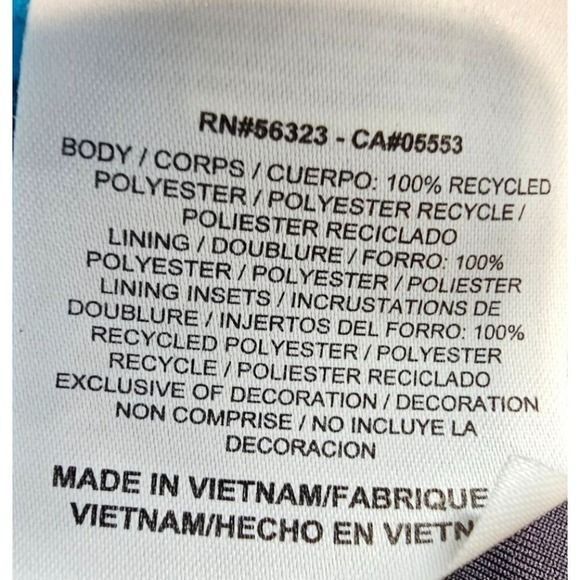 RN#56323 - CA#05553
BODY / CORPS / CUERPO: 100% RECYCLED
POLYESTER / POLYESTER RECYCLE /
POLIESTER RECICLADO
LINING / DOUBLURE / FORRO: 100%
POLYESTER / POLYESTER / POLIESTER
LINING INSETS / INCRUSTATIONS DE
DOUBLURE / INJERTOS DEL FORRO: 100%
RECYCLED POLYESTER / POLYESTER
RECYCLE / POLIESTER RECICLADO
EXCLUSIVE OF DECORATION / DECORATION
NON COMPRISE / NO INCLUYE LA
DECORACION
MADE IN VIETNAM/FABRIQUE
VIETNAM/HECHO EN VIETN